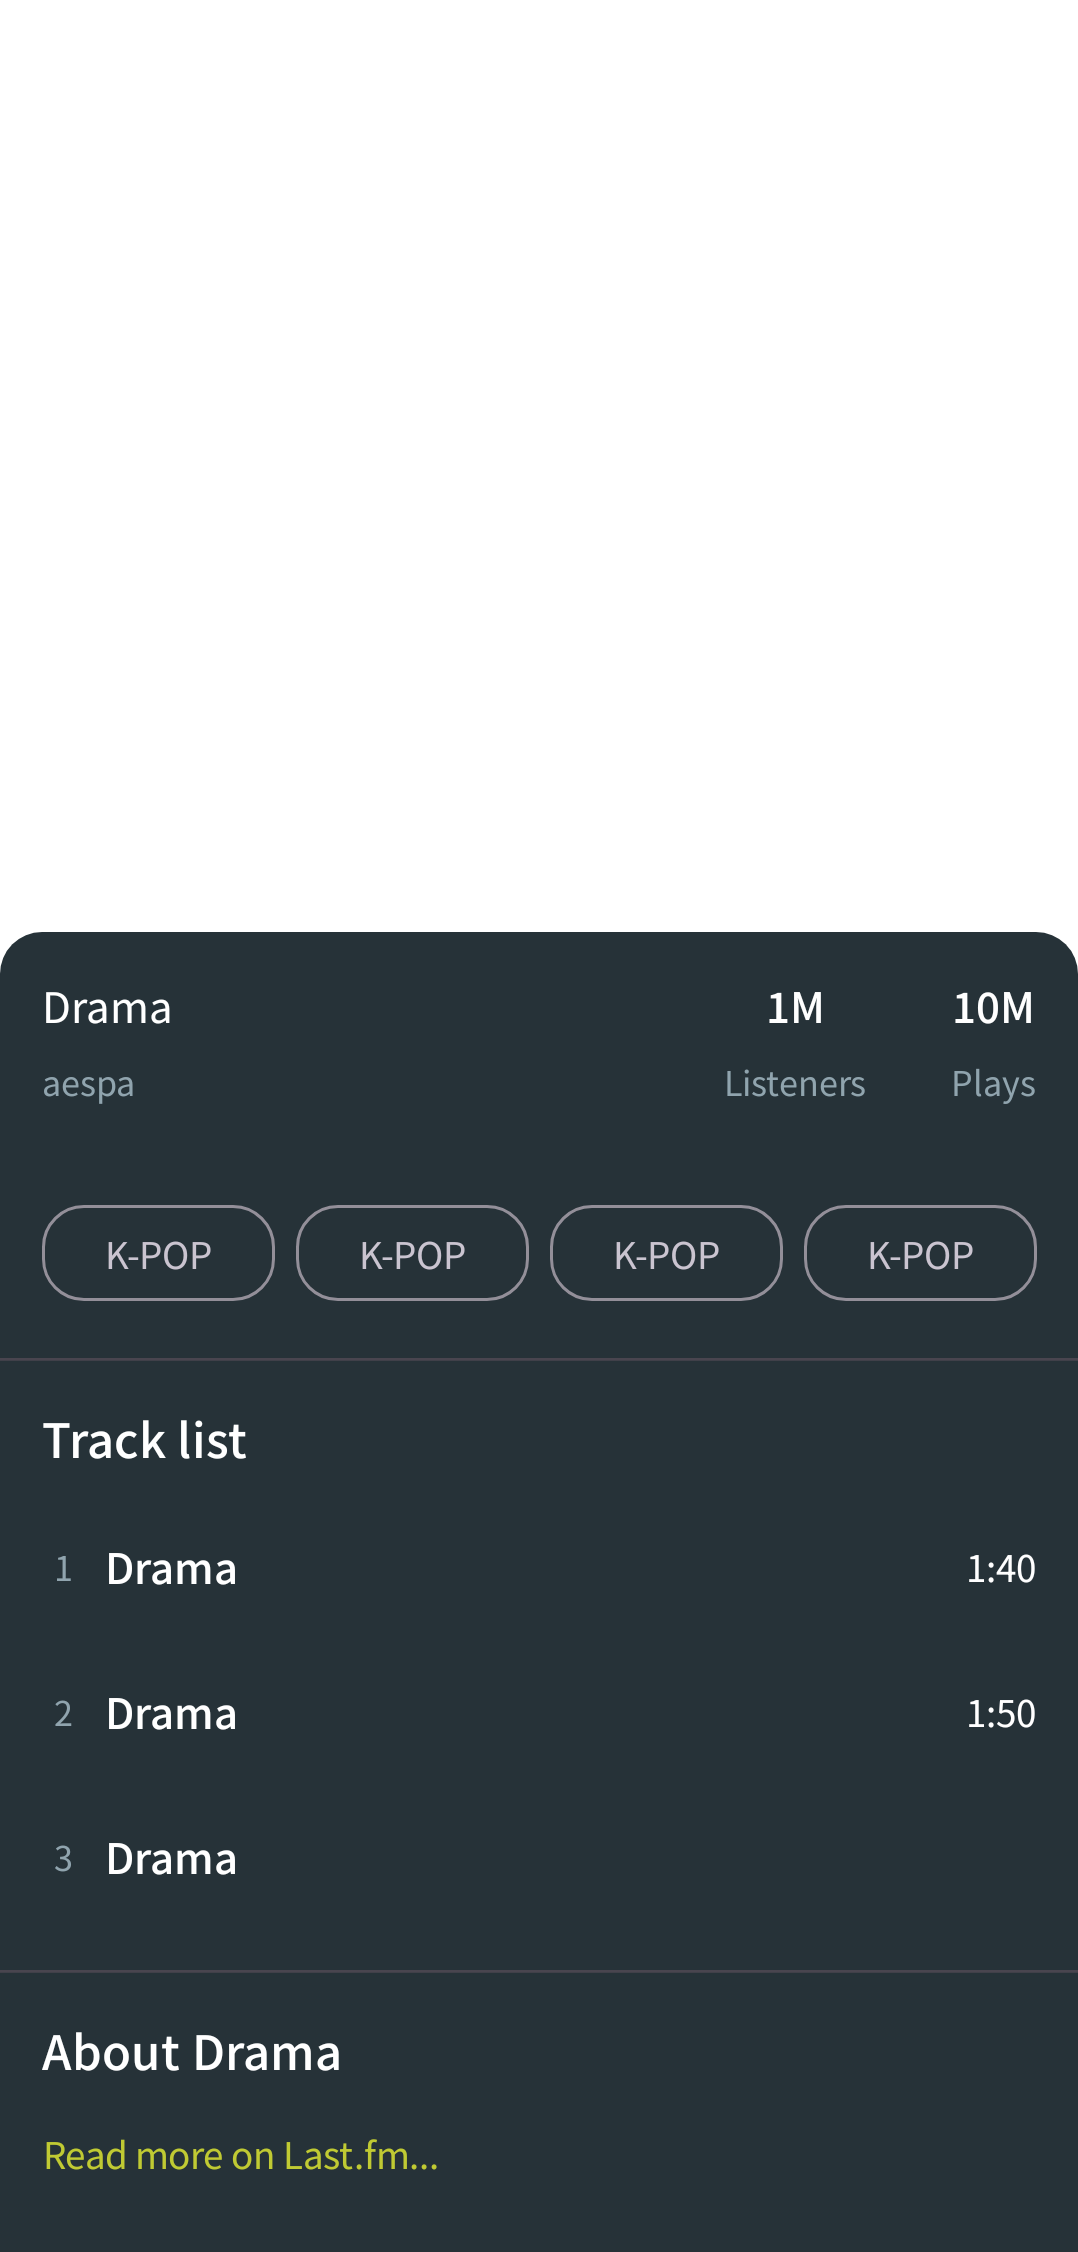 Drama 1M 10M
aespa Listeners Plays
K-POP K-POP K-POP K-POP
Track list
1 Drama 1:40
2 Drama 1:50
3 Drama
About Drama
Read more on Last.fm...